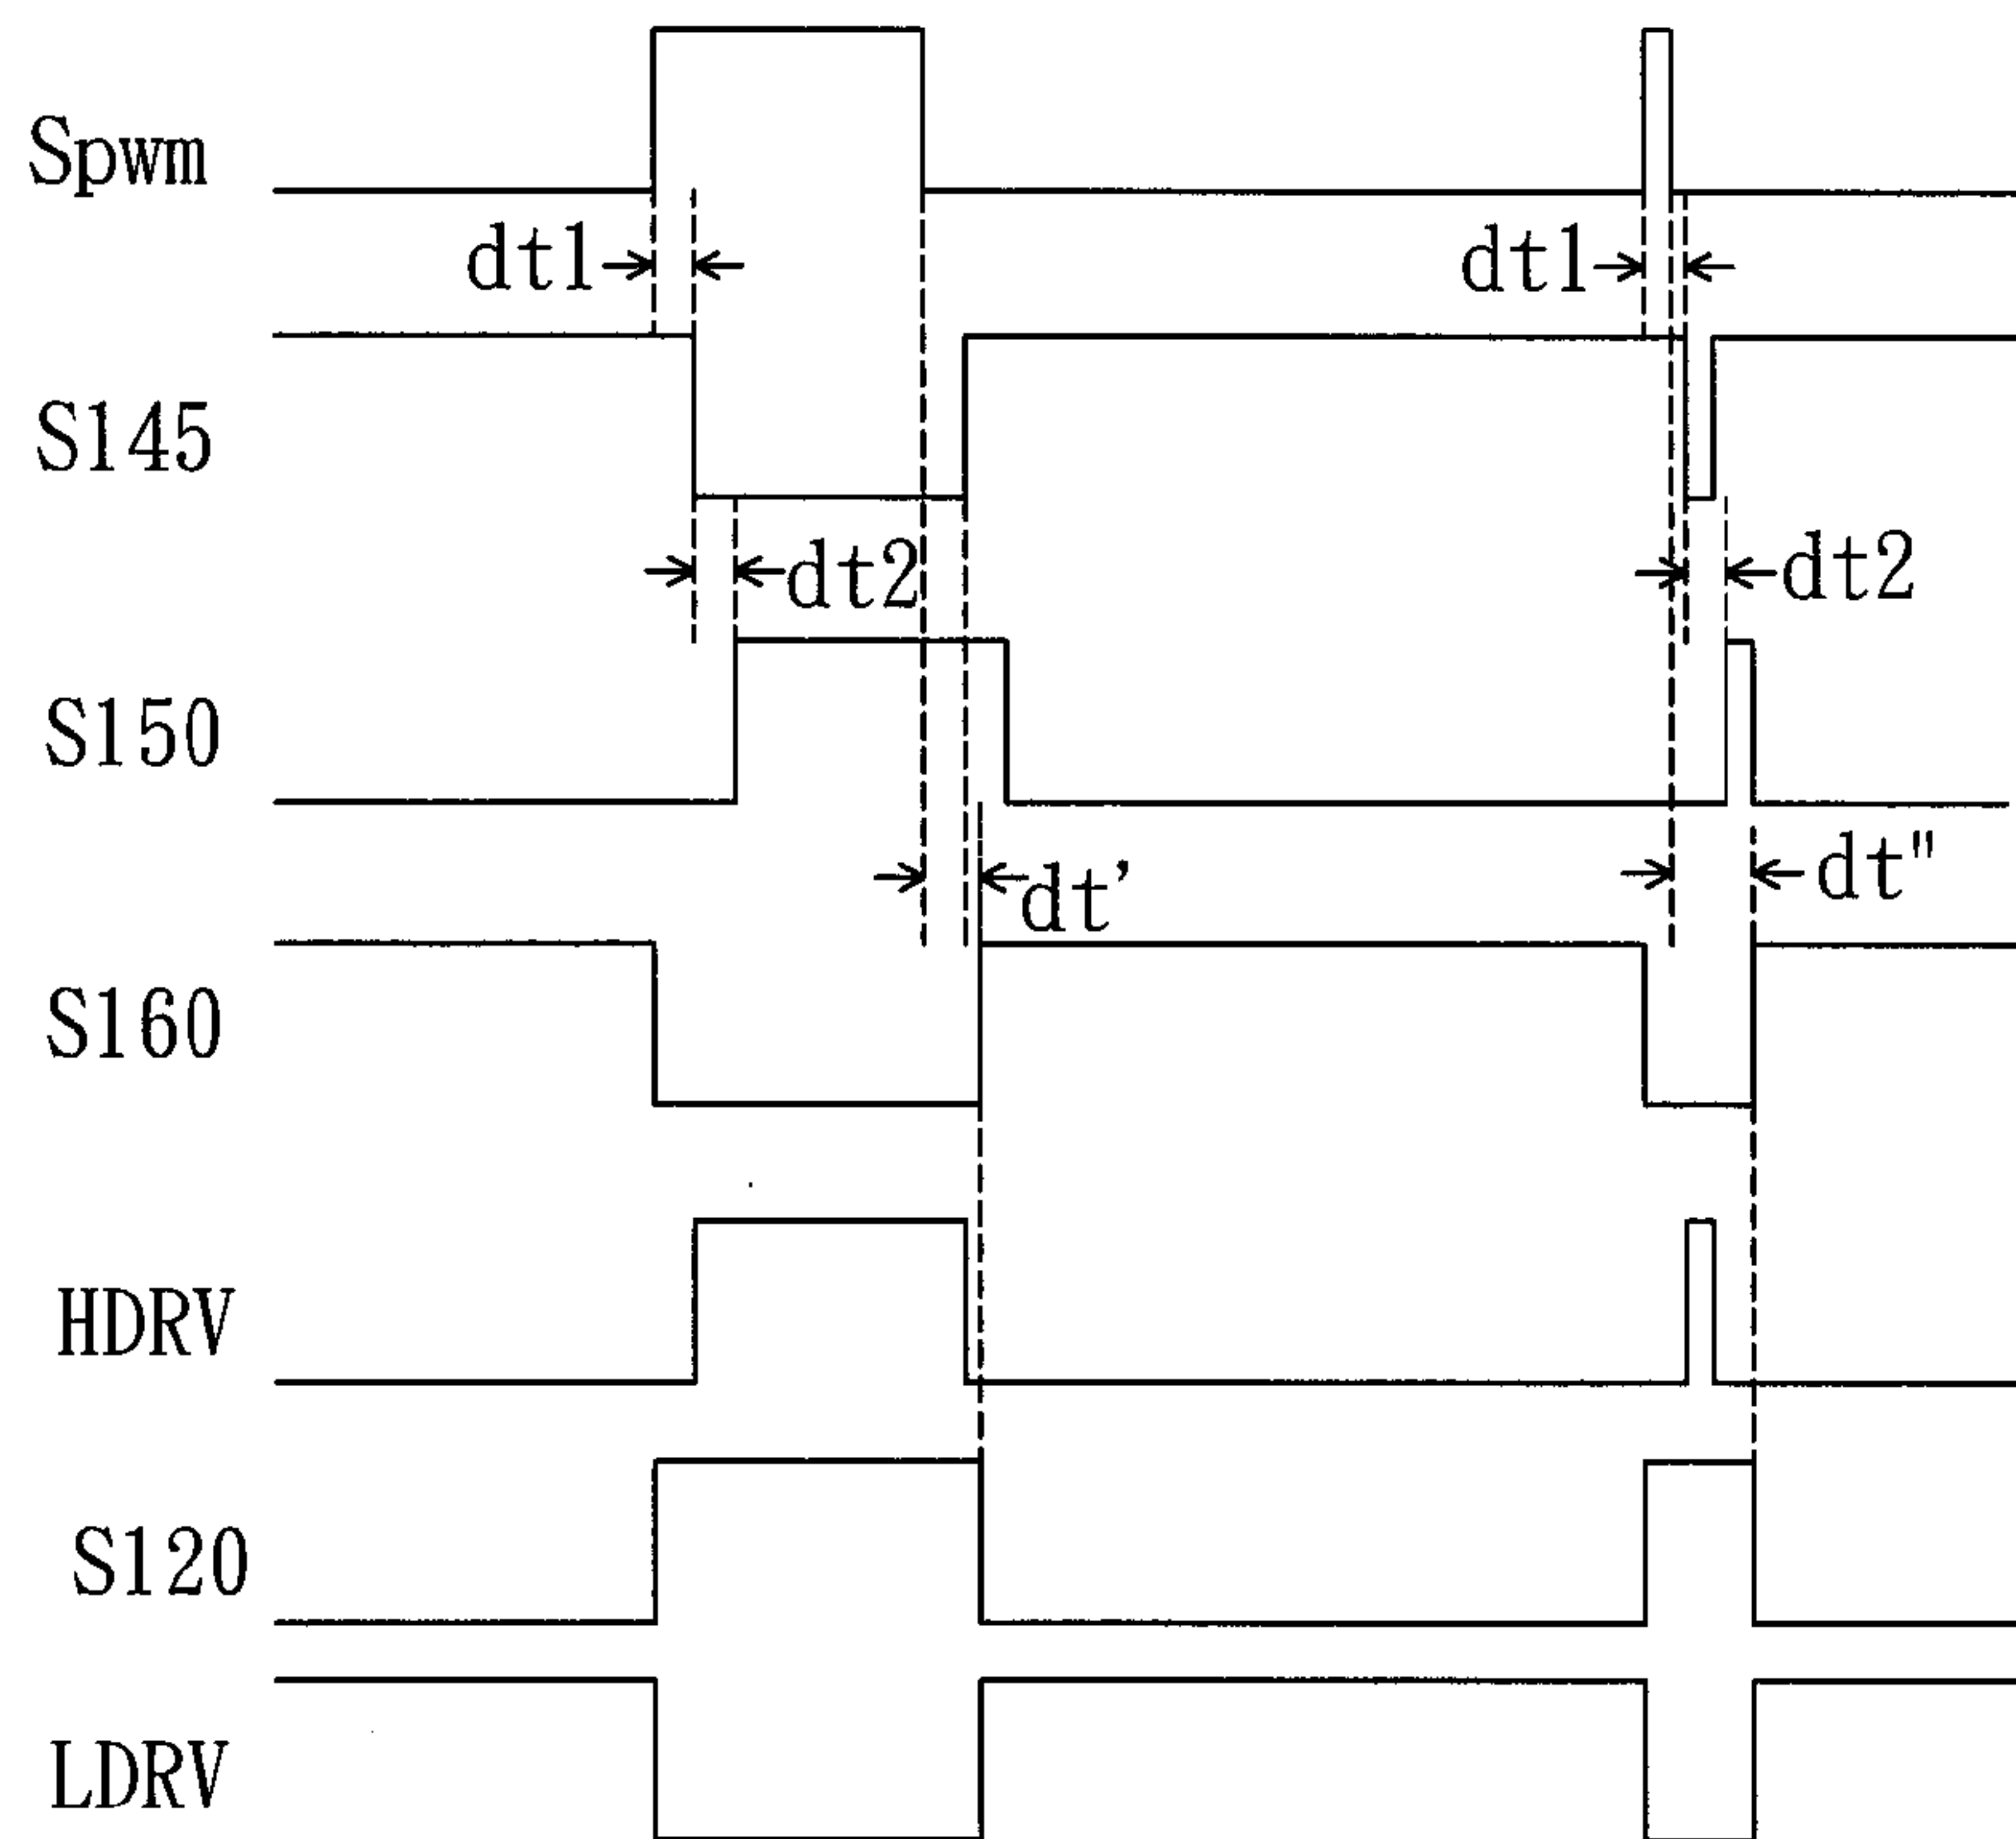 Spwm
dt1
dt1
S145
dt2
dt2
S150
dt'
dt"
S160
HDRV
S120
LDRV